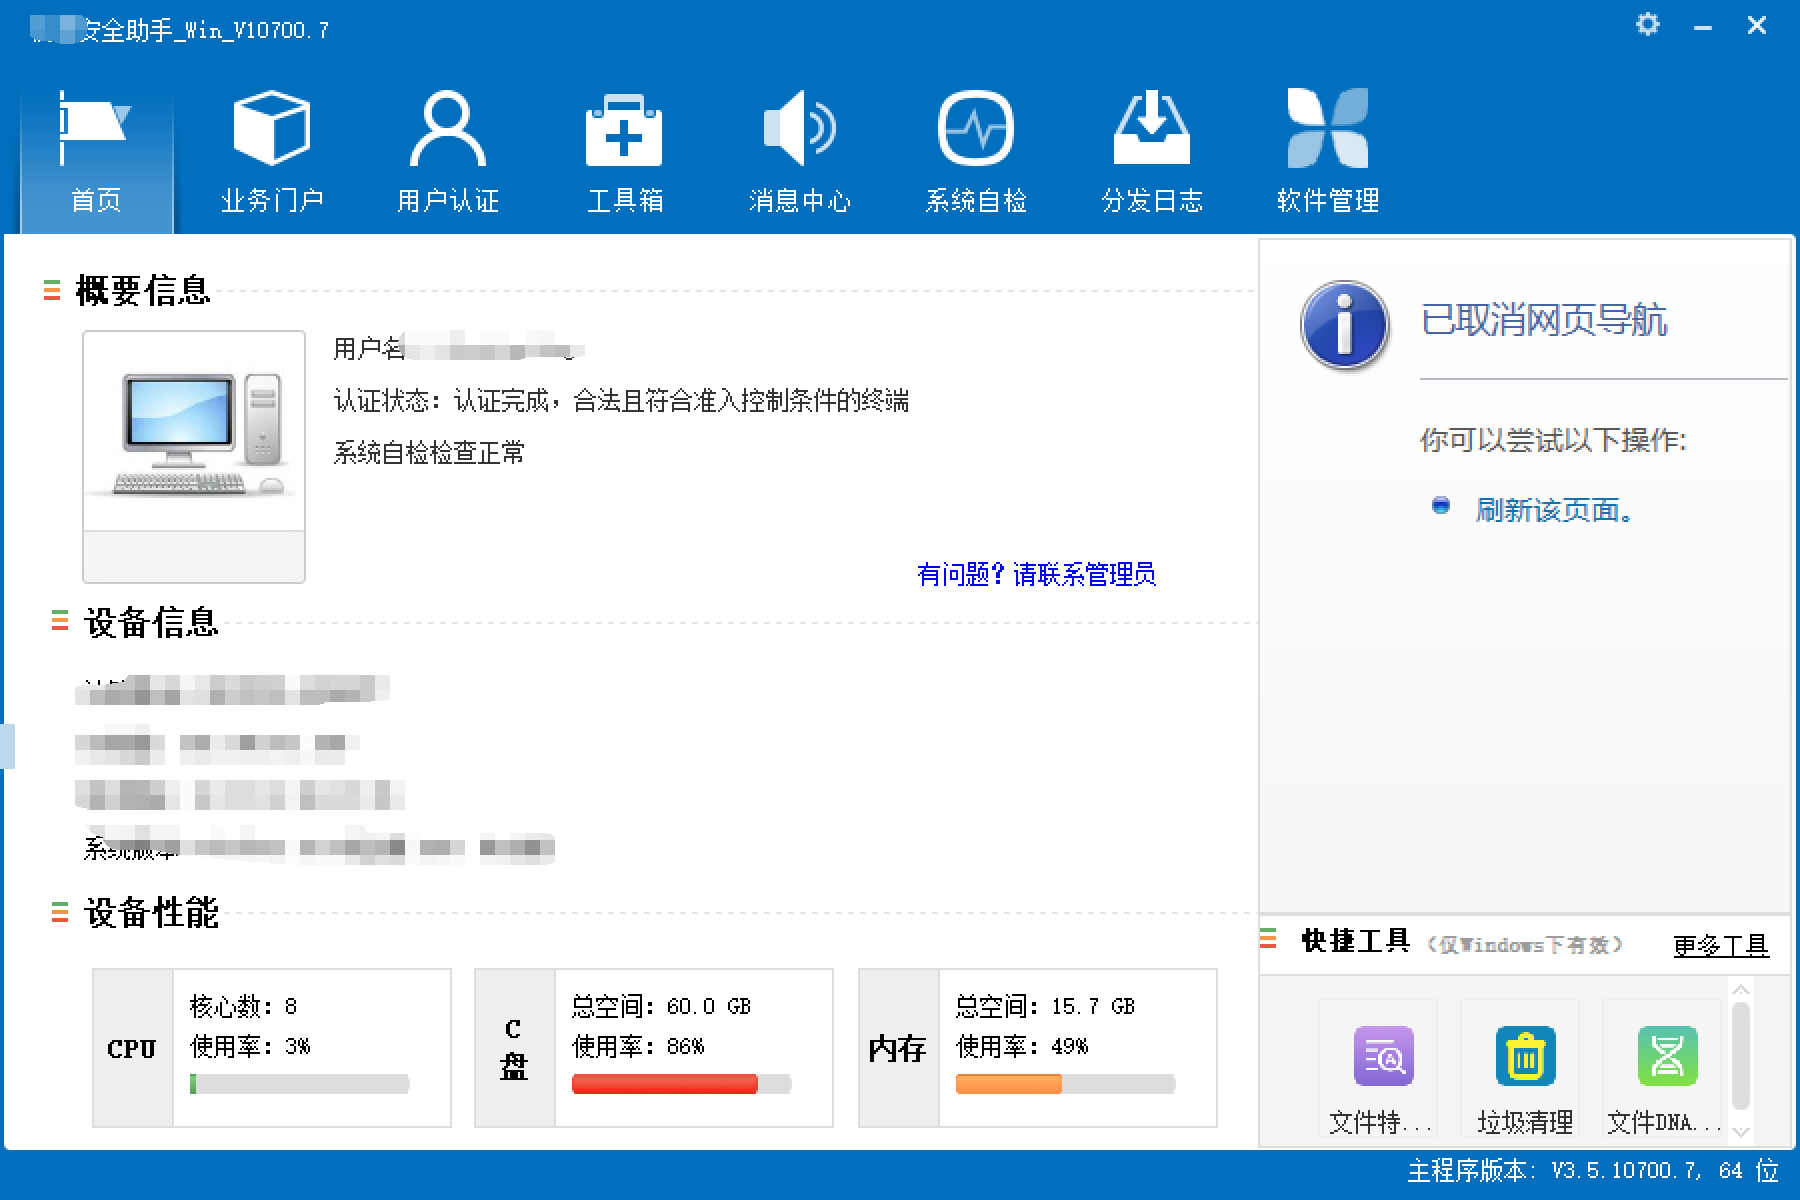 安全助手_Win_V10700.7
首页
业务门户
用户认证
工具箱
消息中心
系统自检
分发日志
软件管理
概要信息
用户名
认证状态：认证完成，合法且符合准入控制条件的终端
系统自检检查正常
有问题？请联系管理员
设备信息
系统版本
设备性能
CPU
核心数：8
使用率：3%
C盘
总空间：60.0 GB
使用率：86%
内存
总空间：15.7 GB
使用率：49%
已取消网页导航
你可以尝试以下操作:
刷新该页面。
快捷工具（仅Windows下有效） 更多工具
文件特...
垃圾清理
文件DNA...
主程序版本：V3.5.10700.7, 64 位